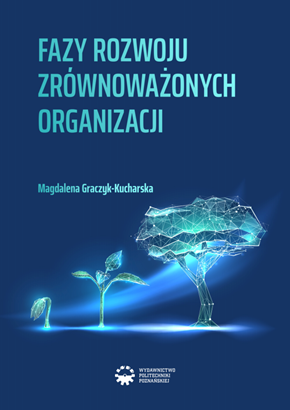 FAZY ROZWOJU
ZRÓWNOWAŻONYCH
ORGANIZACJI
Magdalena Graczyk-Kucharska
WYDAWNICTWO
POLITECHNIKI
POZNAŃSKIEJ